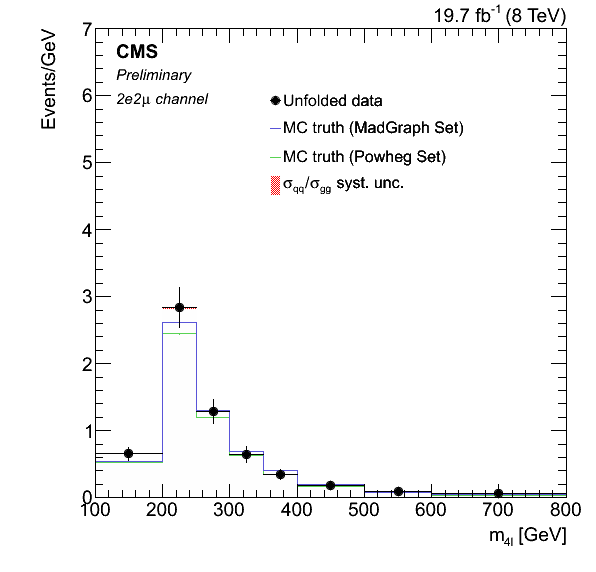 19.7 fb⁻¹ (8 TeV)
Events/GeV
CMS
Preliminary
2e2μ channel
Unfolded data
MC truth (MadGraph Set)
MC truth (Powheg Set)
σqq/σgg syst. unc.
7
6
5
4
3
2
1
0
100 200 300 400 500 600 700 800
m4l [GeV]